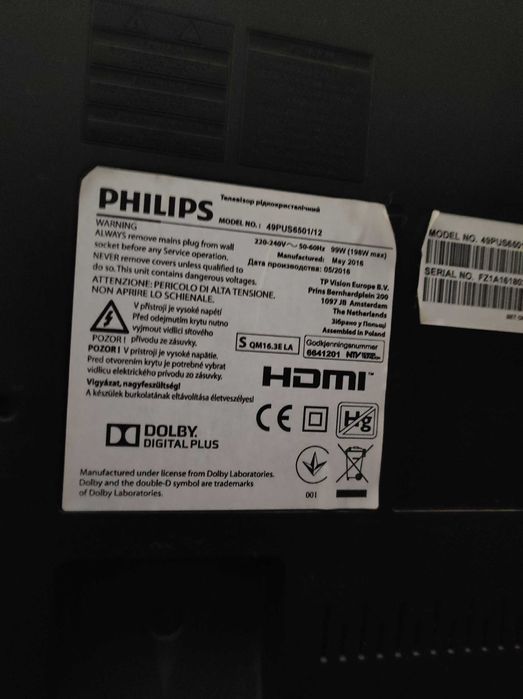 PHILIPS
Телевізор рідкокристалічний
MODEL NO.: 49PUS6501/12
WARNING
ALWAYS remove mains plug from wall
socket before any Service operation.
NEVER remove covers unless qualified to
do so. This unit contains dangerous voltages.
ATTENZIONE: PERICOLO DI ALTA TENSIONE.
NON APRIRE LO SCHIENALE.
V přístroji je vysoké napětí
Před odejmutím krytu nutno
vyjmout vidlici síťového
POZOR! přívodu ze zásuvky.
POZOR! V prístroji je vysoké napätie.
Pred otvorením krytu je potrebné vybrat
vidlicu elektrického prívodu zo zásuvky.
Vigyázat, nagyfeszültség!
A készülek burkolatának eltávolítása életveszélyes!
220-240V ~ 50-60Hz 99W (198W max)
Manufactured: May 2016
Дата производства: 05/2016
TP Vision Europe B.V.
Prins Bernhardplein 200
1097 JB Amsterdam
The Netherlands
Зібрано у Польщі
Assembled in Poland
S QM16.3E LA
Godkjenningsnummer
6641201
HDMI™
CE
Hg
DOLBY.
DIGITAL PLUS
Manufactured under license from Dolby Laboratories.
Dolby and the double-D symbol are trademarks
of Dolby Laboratories.
001
MODEL NO. 49PUS650
SERIAL NO. FZ1A1618